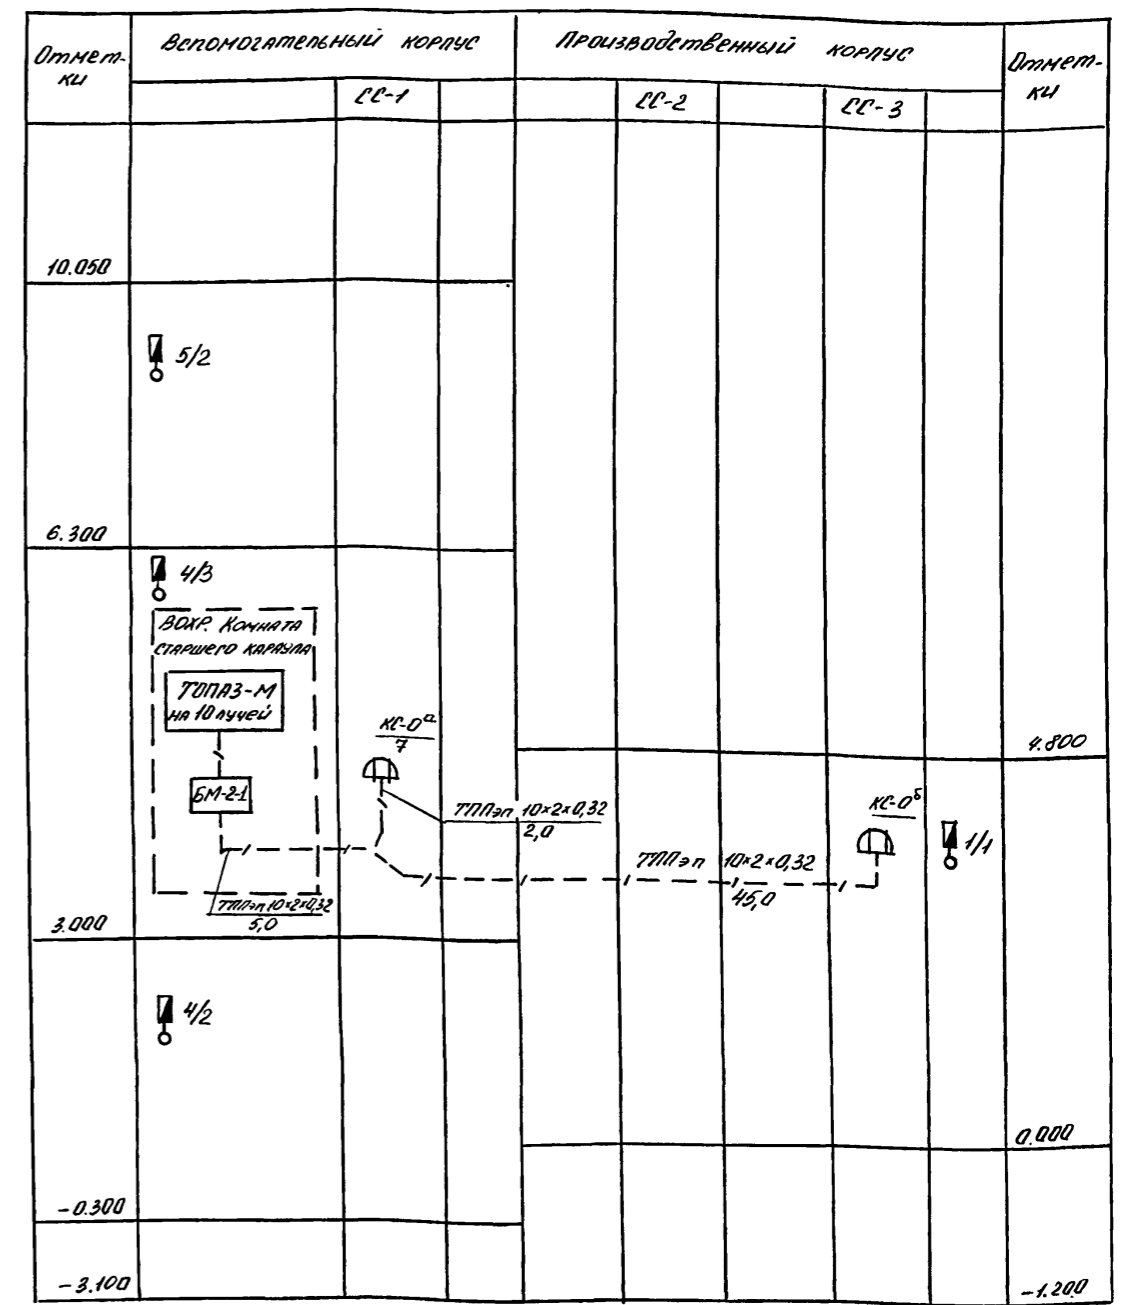 Отмет-
ки
Вспомогательный корпус
Производственный корпус
Отмет-
ки
СС-1
СС-2
СС-3
10.050
5/2
6.300
4/3
ВОХР. Комната
старшего караула
ТОПАЗ-М
на 10 лучей
КС-0а
7
4.800
БМ-2-1
ТППэп 10×2×0,32
2,0
КС-0б
1/1
ТППэп 10×2×0,32
45,0
ТППэп 10×2×0,32
5,0
3.000
4/2
0.000
-0.300
-3.100
-1.200